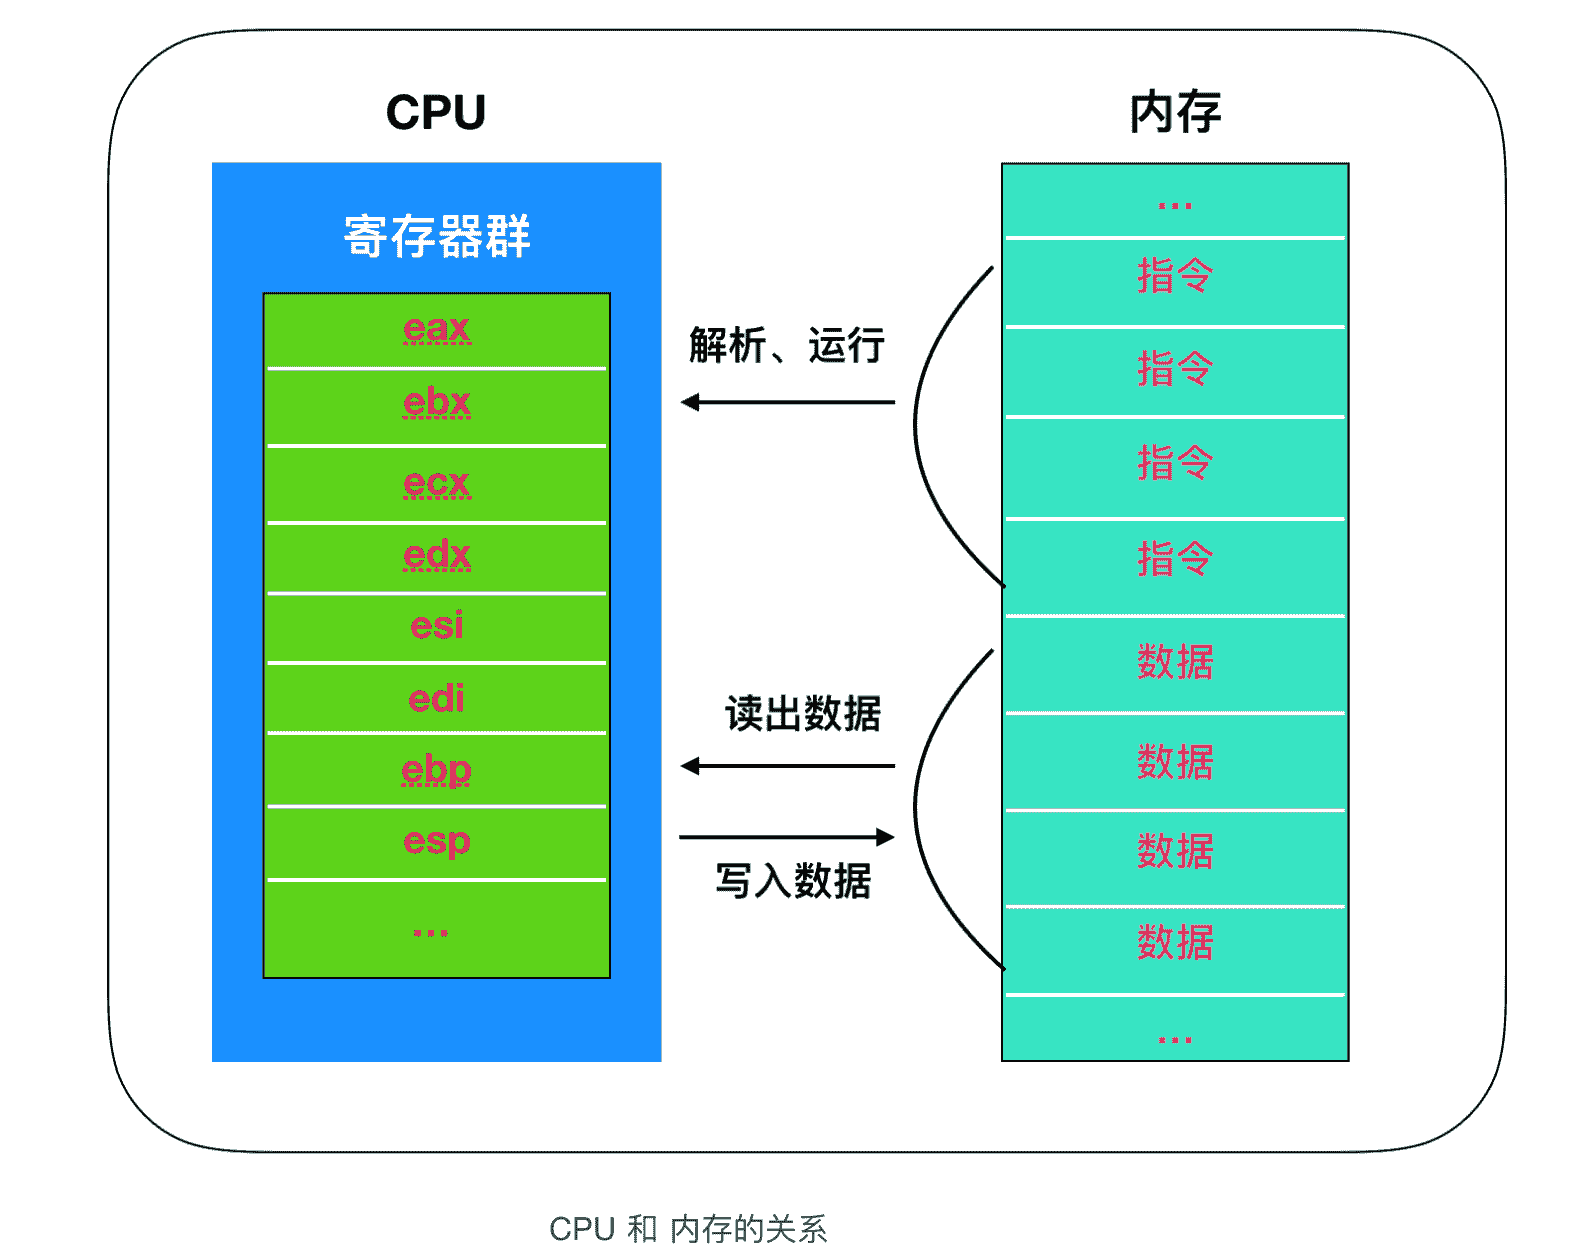 CPU
寄存器群
eax
ebx
ecx
edx
esi
edi
ebp
esp
...
解析、运行
读出数据
写入数据
内存
...
指令
指令
指令
指令
数据
数据
数据
数据
...
CPU 和 内存的关系